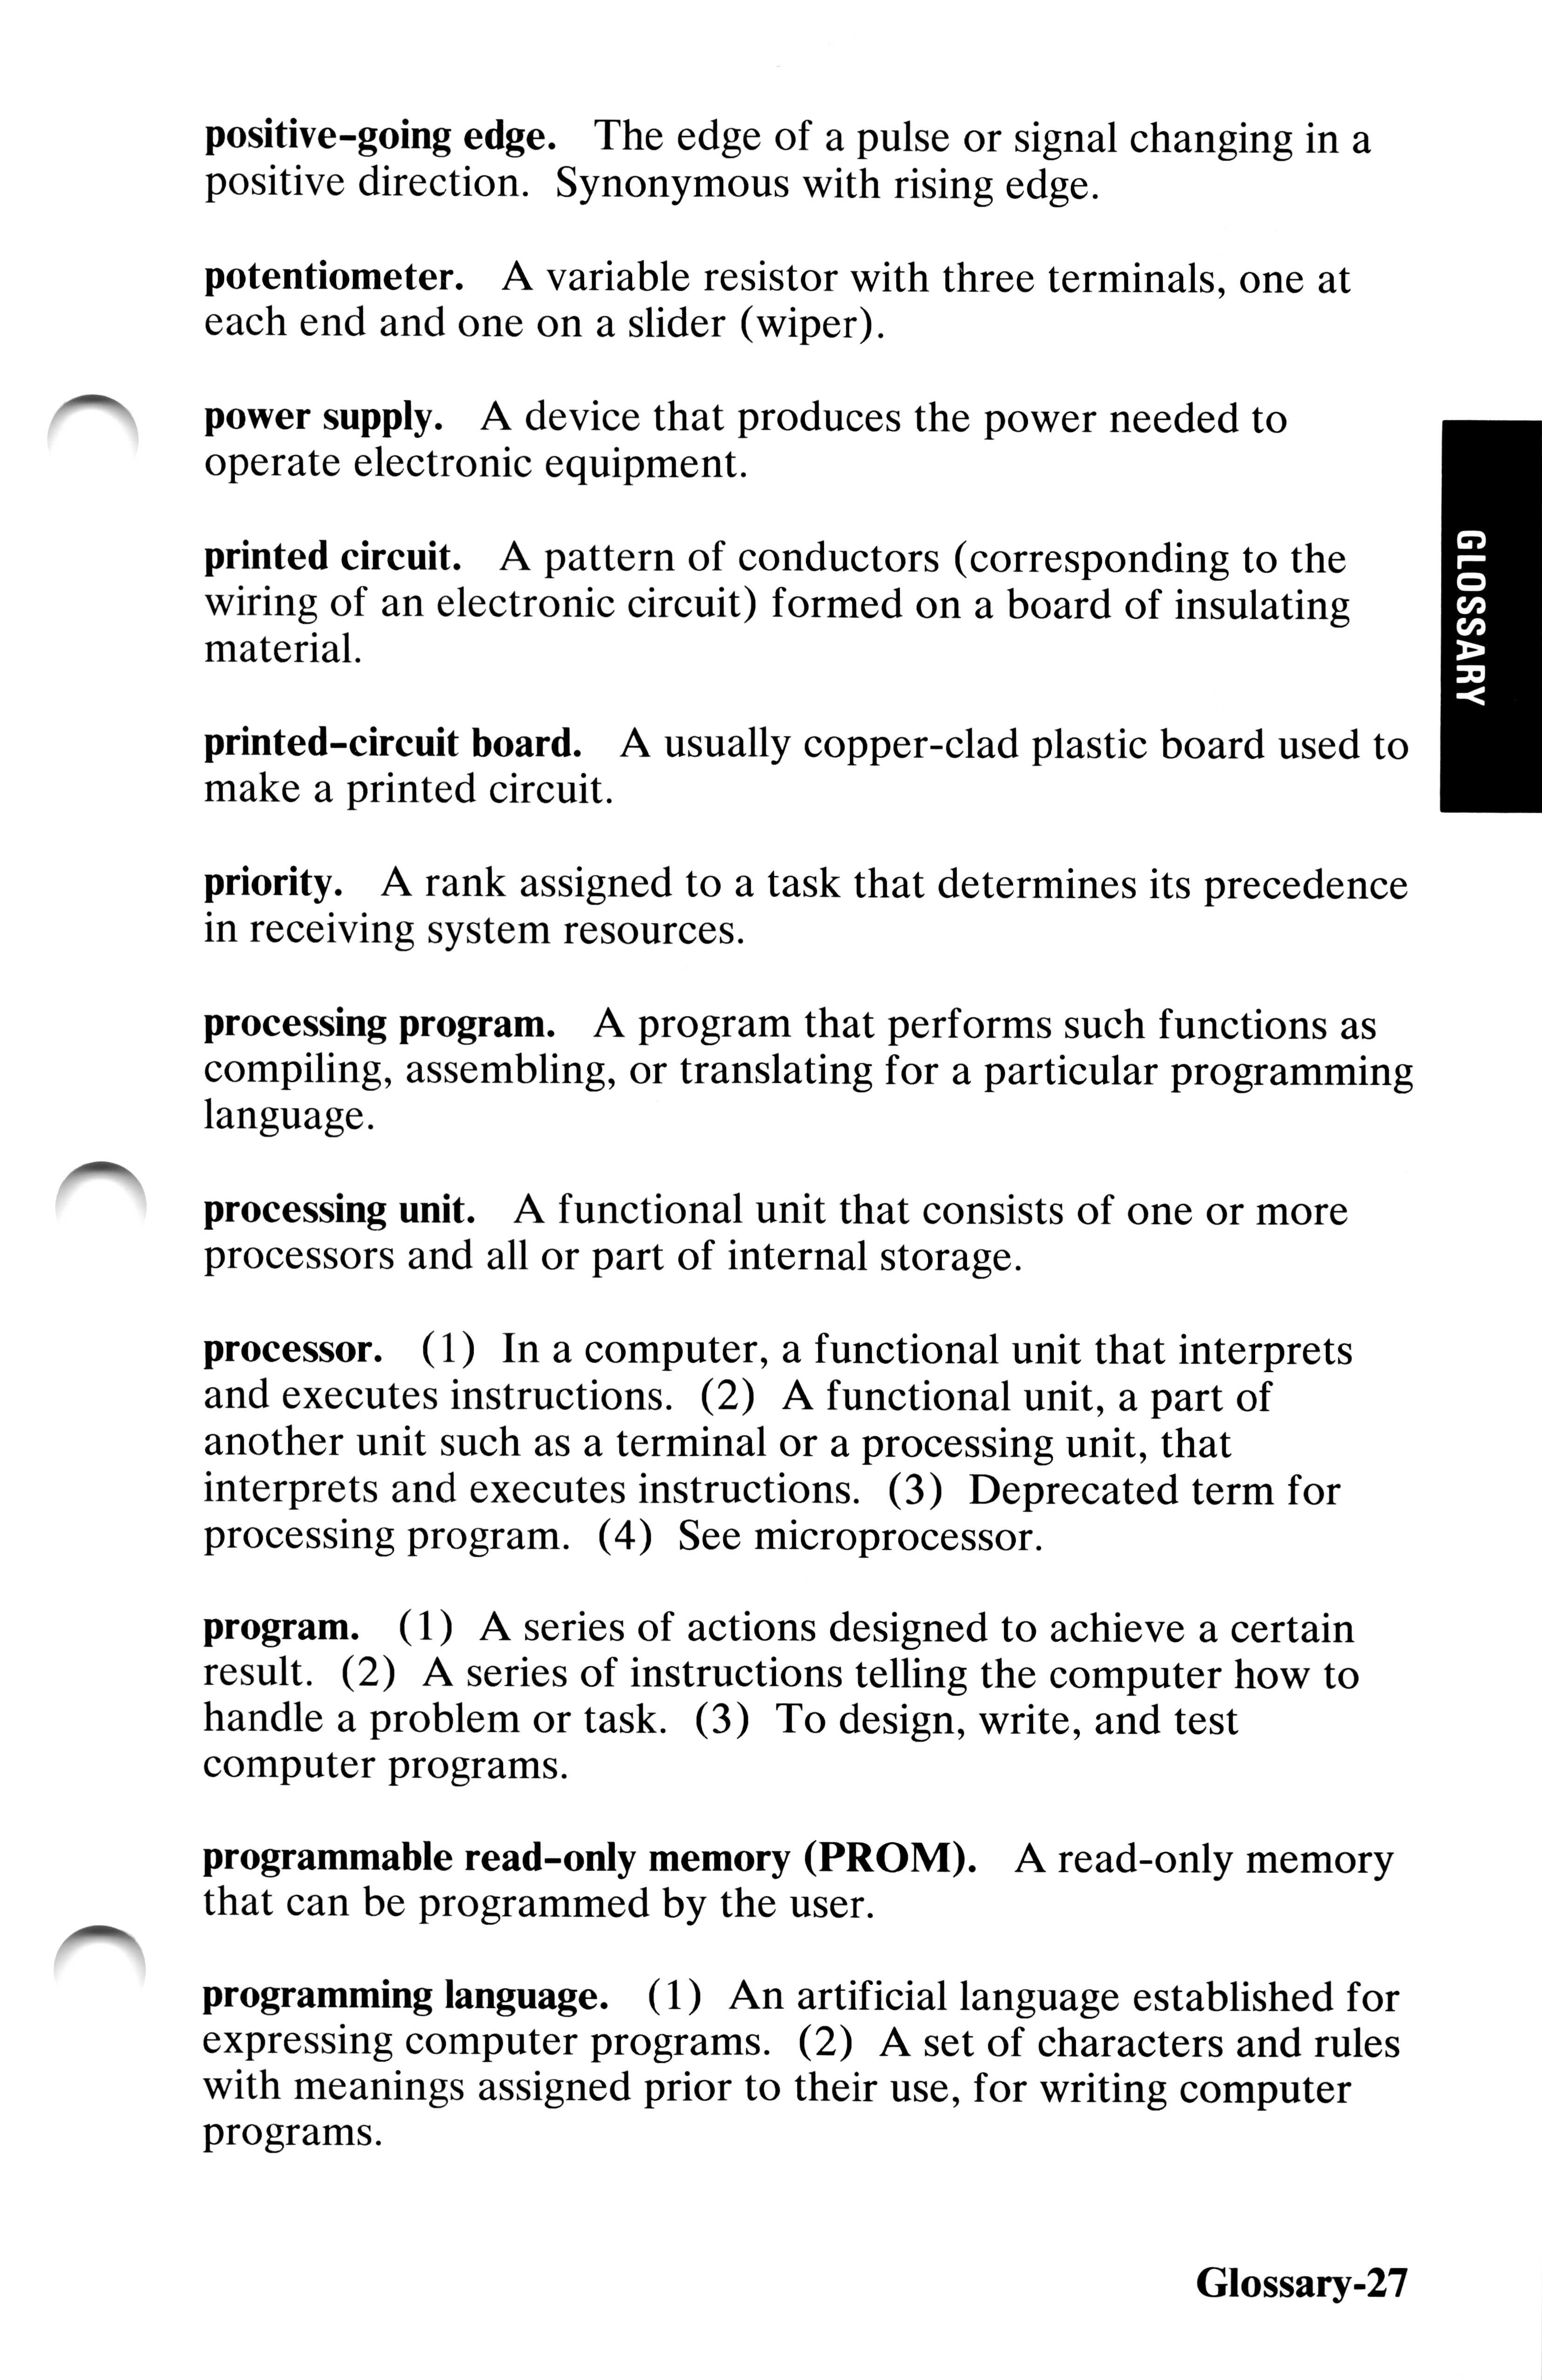 positive-going edge. The edge of a pulse or signal changing in a
positive direction. Synonymous with rising edge.
potentiometer. A variable resistor with three terminals, one at
each end and one on a slider (wiper).
power supply. A device that produces the power needed to
operate electronic equipment.
printed circuit. A pattern of conductors (corresponding to the
wiring of an electronic circuit) formed on a board of insulating
material.
printed-circuit board. A usually copper-clad plastic board used to
make a printed circuit.
priority. A rank assigned to a task that determines its precedence
in receiving system resources.
processing program. A program that performs such functions as
compiling, assembling, or translating for a particular programming
language.
processing unit. A functional unit that consists of one or more
processors and all or part of internal storage.
processor. (1) In a computer, a functional unit that interprets
and executes instructions. (2) A functional unit, a part of
another unit such as a terminal or a processing unit, that
interprets and executes instructions. (3) Deprecated term for
processing program. (4) See microprocessor.
program. (1) A series of actions designed to achieve a certain
result. (2) A series of instructions telling the computer how to
handle a problem or task. (3) To design, write, and test
computer programs.
programmable read-only memory (PROM). A read-only memory
that can be programmed by the user.
programming language. (1) An artificial language established for
expressing computer programs. (2) A set of characters and rules
with meanings assigned prior to their use, for writing computer
programs.
GLOSSARY
Glossary-27